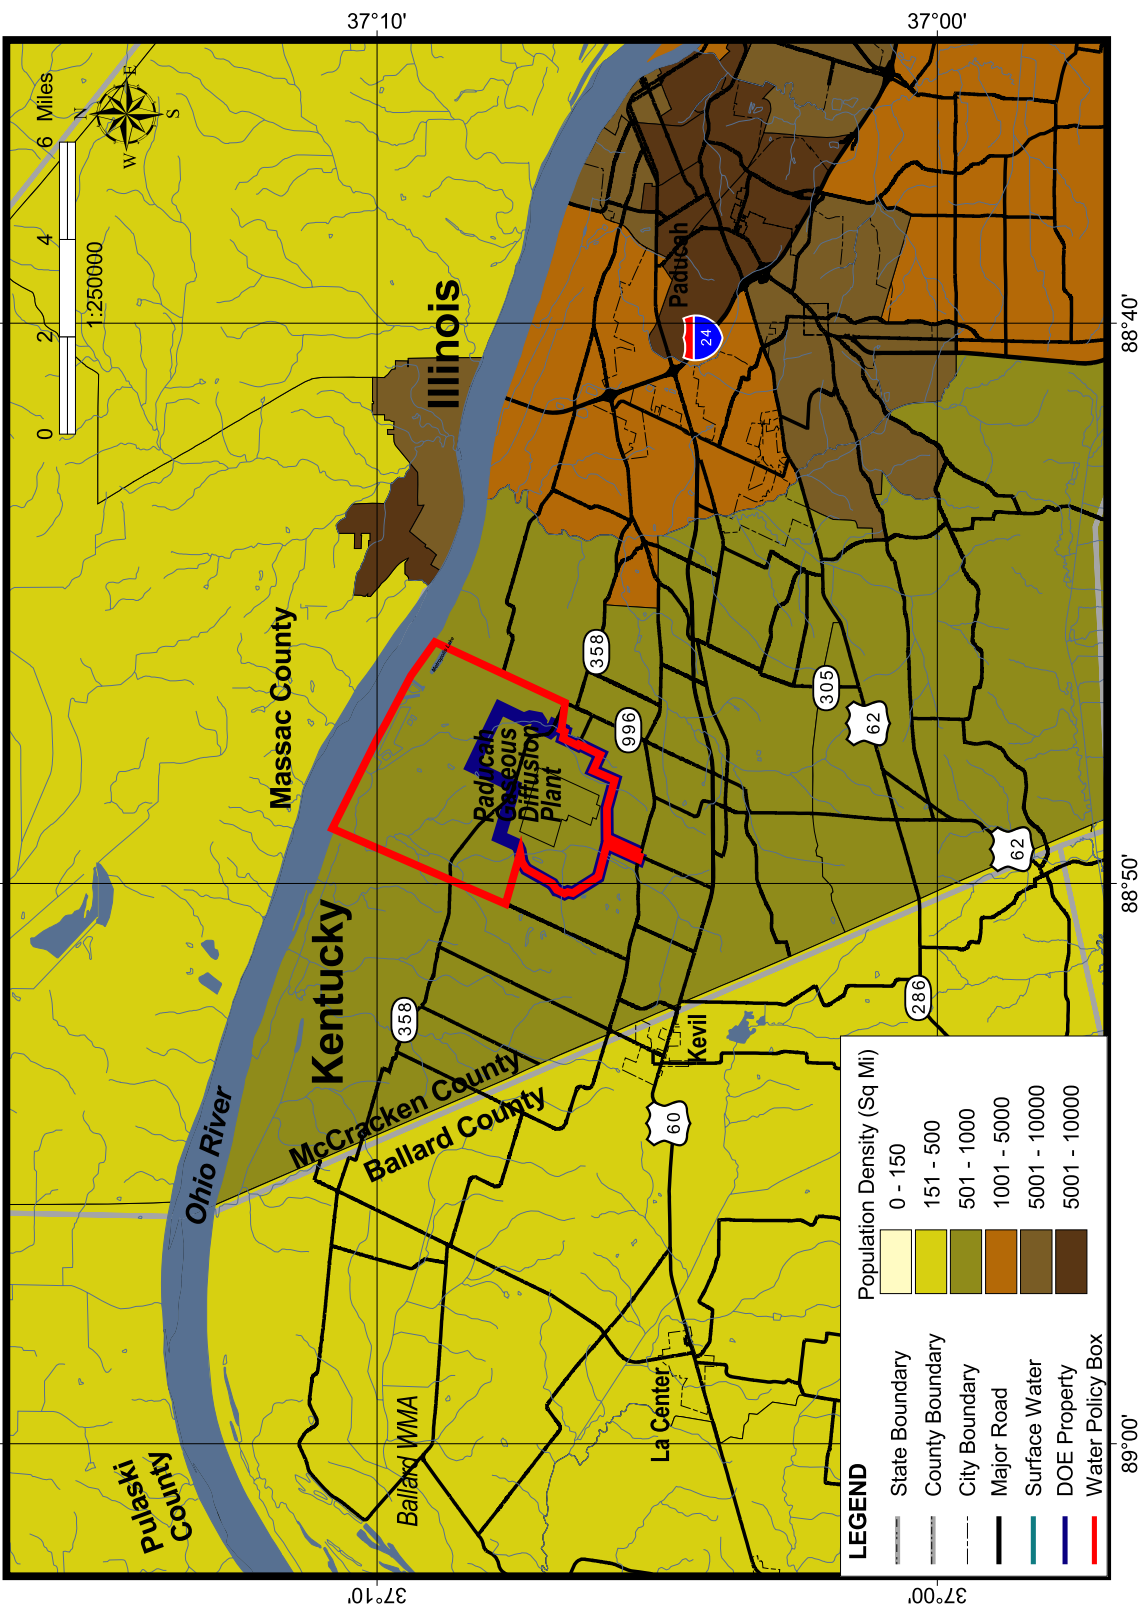 37°10'
37°00'
88°40'
88°50'
89°00'
37°10'
37°00'
0 2 4 6 Miles
1:250000
N
E
S
W
Illinois
Massac County
Kentucky
Ohio River
Pulaski
County
McCracken County
Ballard County
Ballard WMA
La Center
Kevil
Paducah
Paducah
Gaseous
Diffusion
Plant
24
358
996
305
62
62
358
286
60
LEGEND
State Boundary
County Boundary
City Boundary
Major Road
Surface Water
DOE Property
Water Policy Box
Population Density (Sq Mi)
0 - 150
151 - 500
501 - 1000
1001 - 5000
5001 - 10000
5001 - 10000